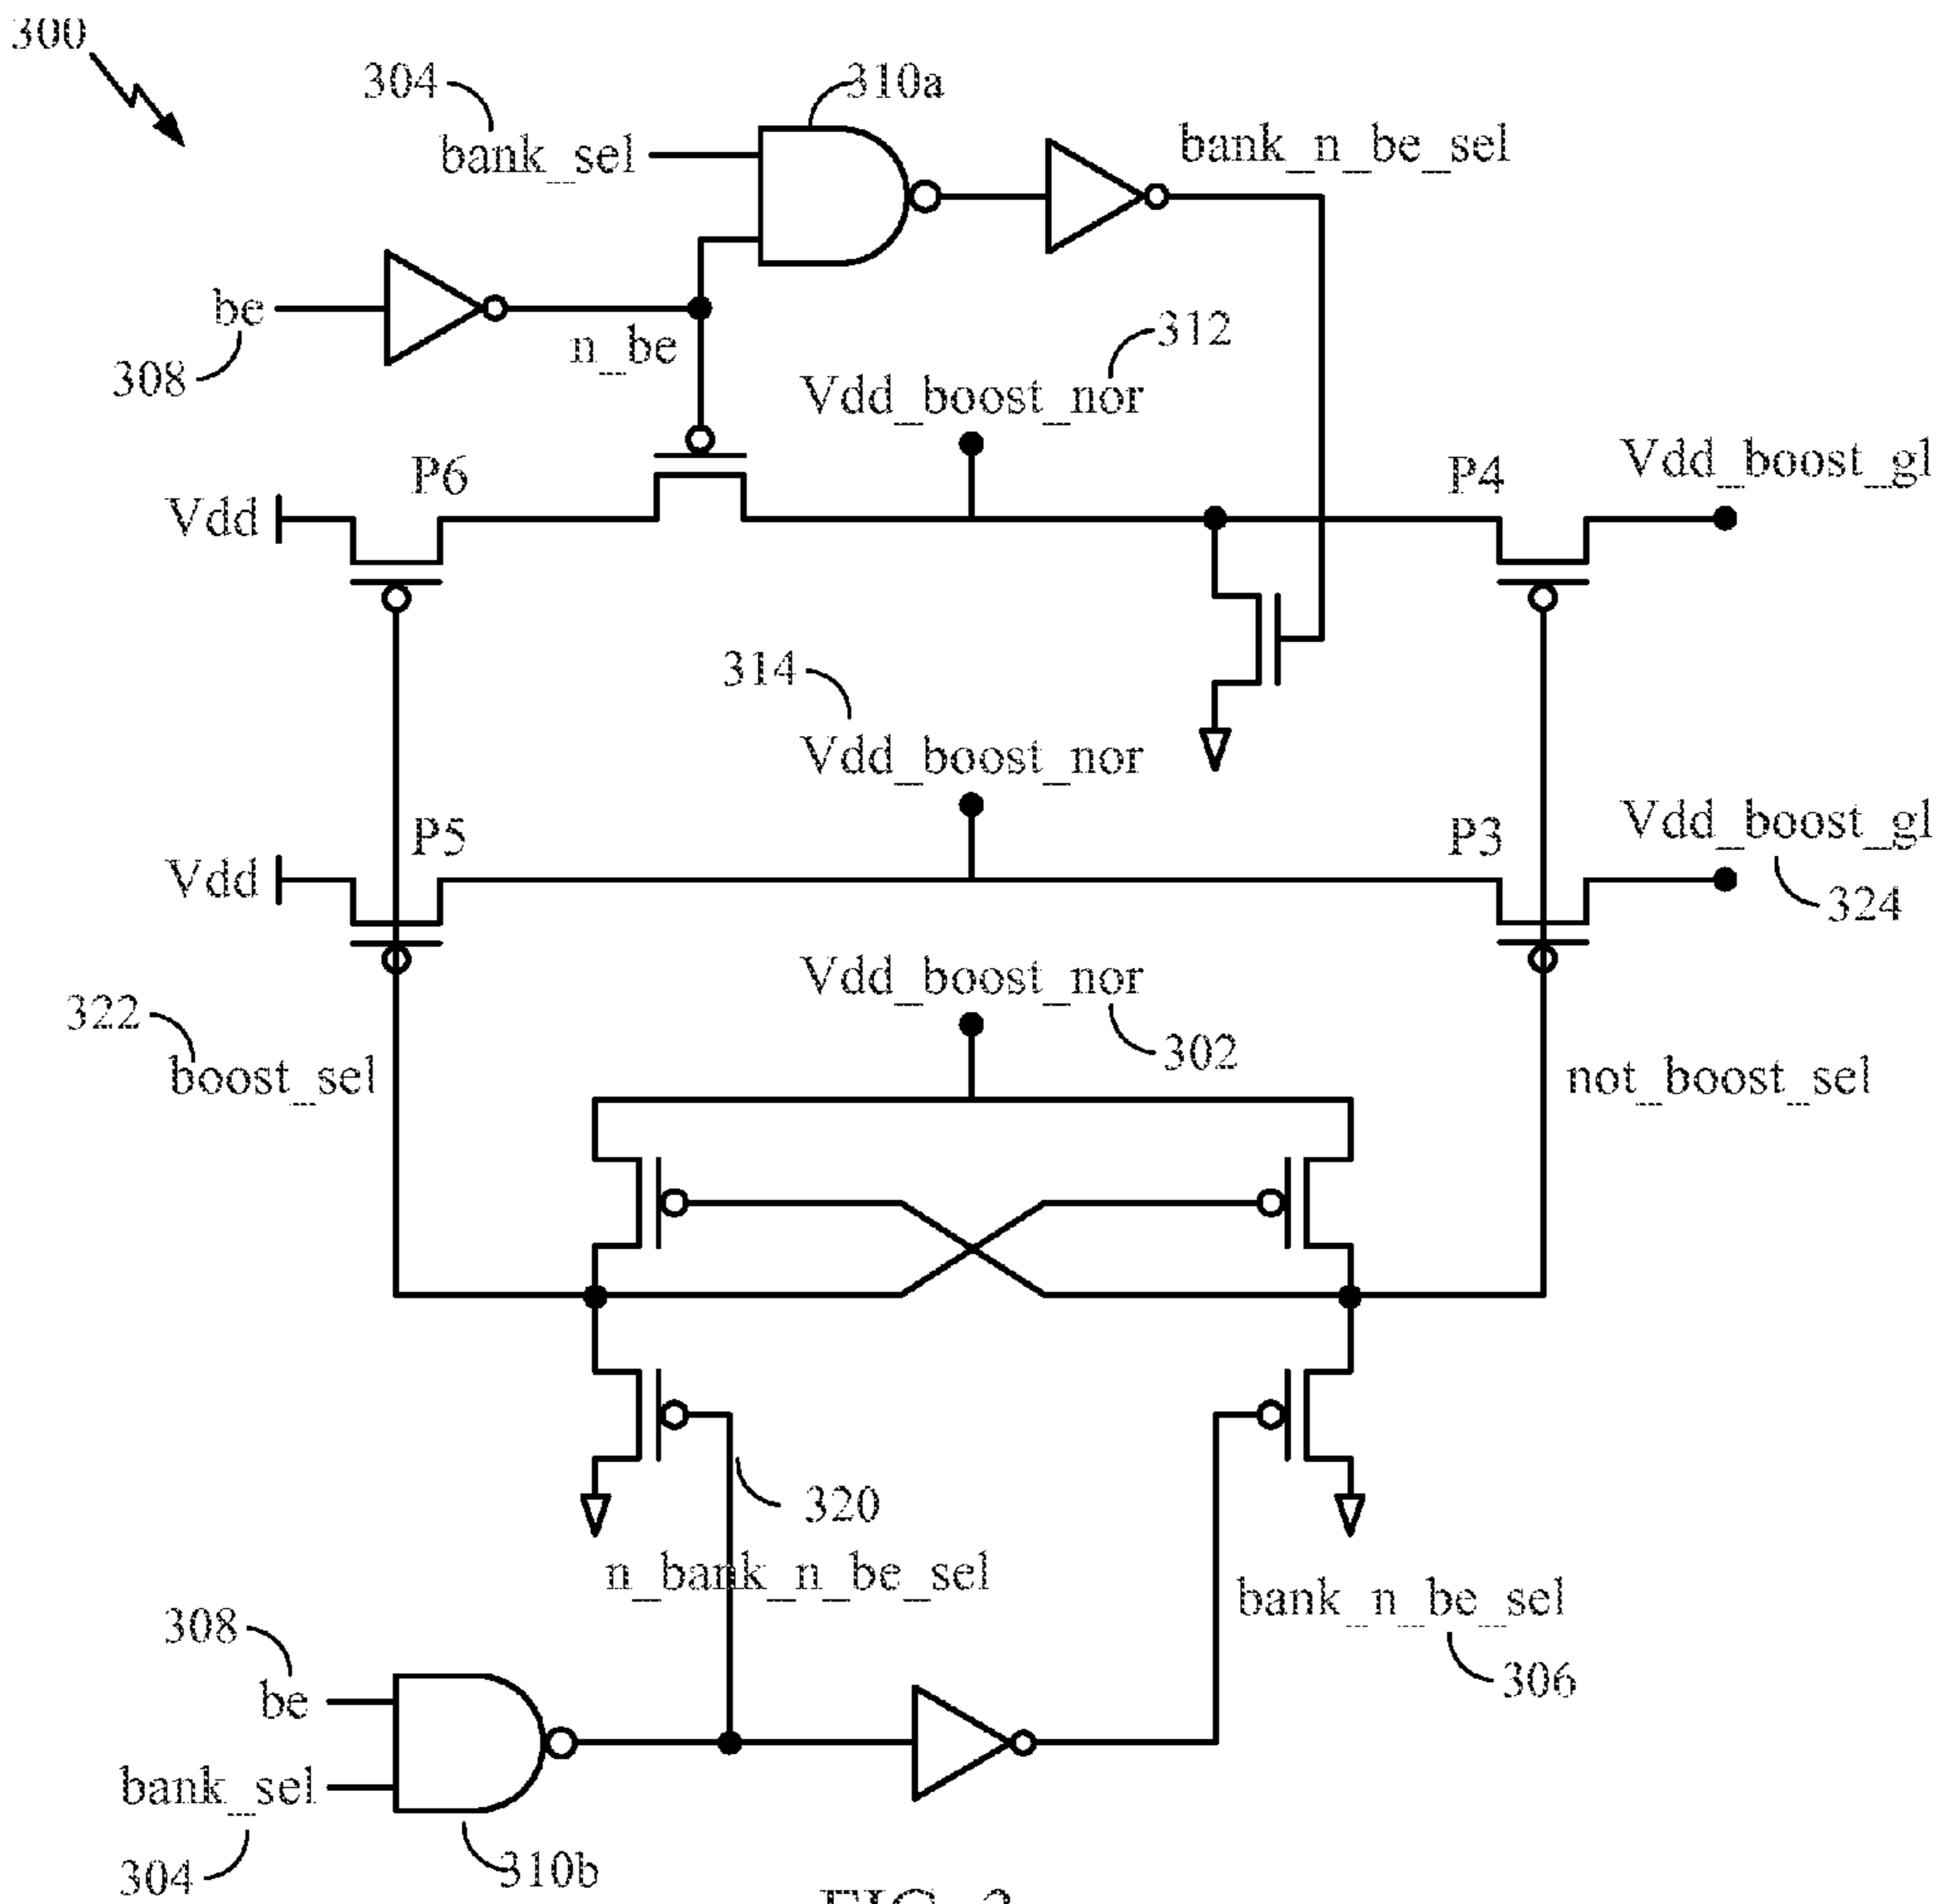 300
304
310a
bank_sel
bank_n_be_sel
be
n_be
308
312
Vdd_boost_nor
P6
P4
Vdd_boost_gl
Vdd
314
Vdd_boost_nor
P5
P3
Vdd_boost_gl
Vdd
324
Vdd_boost_nor
322
302
boost_sel
not_boost_sel
320
n_bank_n_be_sel
bank_n_be_sel
308
306
be
bank_sel
304
310b